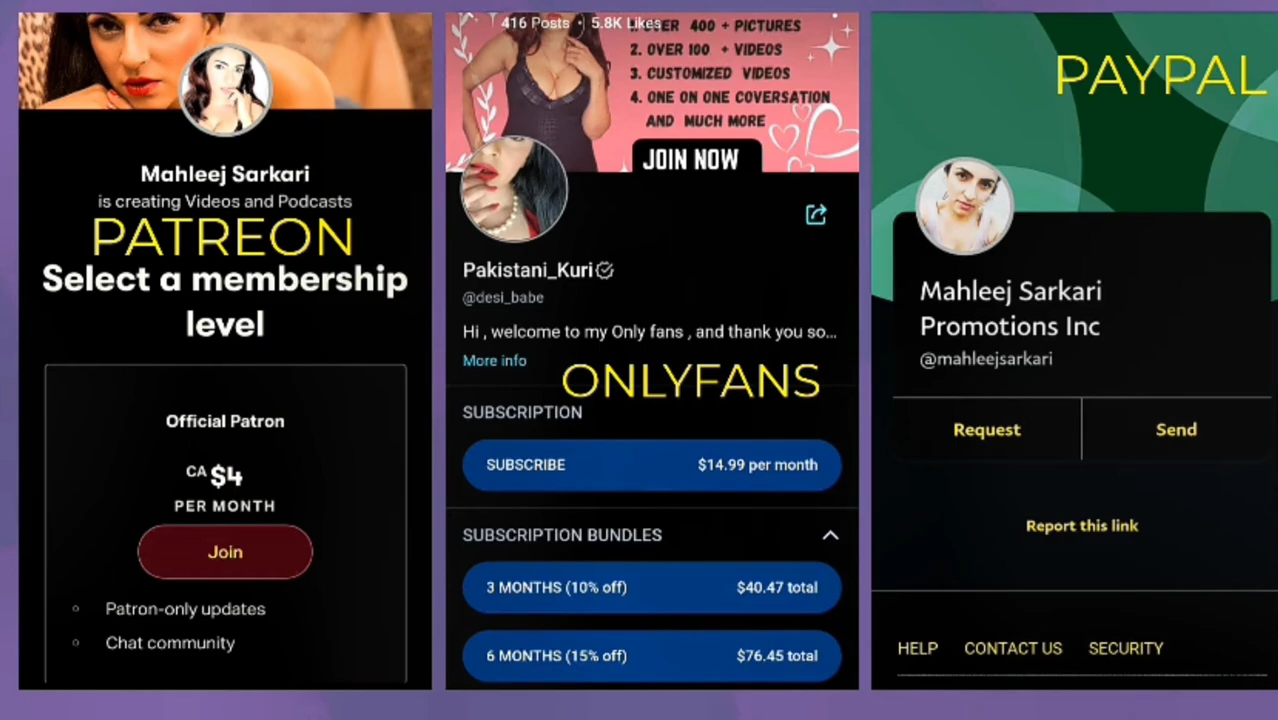 Mahleej Sarkari
is creating Videos and Podcasts
PATREON
Select a membership
level
Official Patron
CA $4
PER MONTH
Join
Patron-only updates
Chat community
416 Posts • 5.8K Likes
1. OVER 400 + PICTURES
2. OVER 100 + VIDEOS
3. CUSTOMIZED VIDEOS
4. ONE ON ONE COVERSATION
AND MUCH MORE
JOIN NOW
Pakistani_Kuri
@desi_babe
Hi , welcome to my Only fans , and thank you so...
More info
ONLYFANS
SUBSCRIPTION
SUBSCRIBE $14.99 per month
SUBSCRIPTION BUNDLES
3 MONTHS (10% off) $40.47 total
6 MONTHS (15% off) $76.45 total
PAYPAL
Mahleej Sarkari
Promotions Inc
@mahleejsarkari
Request Send
Report this link
HELP CONTACT US SECURITY